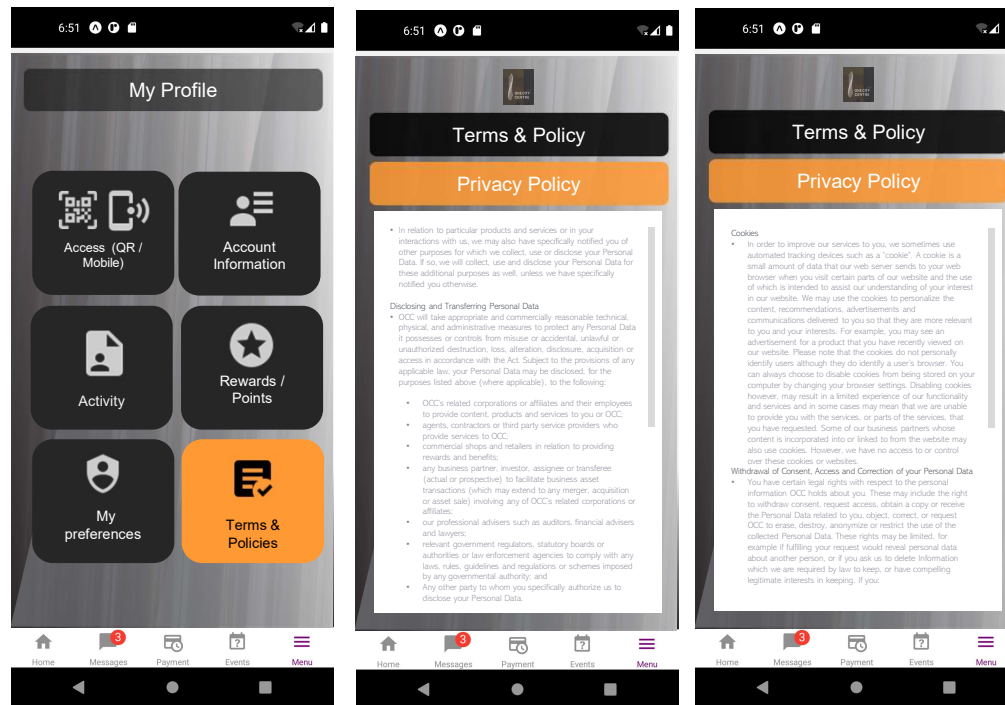 6:51
My Profile
Access (QR /
Mobile)
Account
Information
Activity
Rewards /
Points
My
preferences
Terms &
Policies
3
Home
Messages
Payment
Events
Menu
6:51
ONE CITY
CENTRE
Terms & Policy
Privacy Policy
• In relation to particular products and services or in your
interactions with us, we may also have specifically notified you of
other purposes for which we collect, use or disclose your Personal
Data. If so, we will collect, use and disclose your Personal Data for
these additional purposes as well, unless we have specifically
notified you otherwise.
Disclosing and Transferring Personal Data
• OCC will take appropriate and commercially reasonable technical,
physical, and administrative measures to protect any Personal Data
it possesses or controls from misuse or accidental, unlawful or
unauthorized destruction, loss, alteration, disclosure, acquisition or
access in accordance with the Act. Subject to the provisions of any
applicable law, your Personal Data may be disclosed, for the
purposes listed above (where applicable), to the following:
• OCC's related corporations or affiliates and their employees
to provide content, products and services to you or OCC;
• agents, contractors or third party service providers who
provide services to OCC;
• commercial shops and retailers in relation to providing
rewards and benefits;
• any business partner, investor, assignee or transferee
(actual or prospective) to facilitate business asset
transactions (which may extend to any merger, acquisition
or asset sale) involving any of OCC's related corporations or
affiliates;
• our professional advisers such as auditors, financial advisers
and lawyers;
• relevant government regulators, statutory boards or
authorities or law enforcement agencies to comply with any
laws, rules, guidelines and regulations or schemes imposed
by any governmental authority; and
• Any other party to whom you specifically authorize us to
disclose your Personal Data.
3
Home
Messages
Payment
Events
Menu
6:51
ONE CITY
CENTRE
Terms & Policy
Privacy Policy
Cookies
• In order to improve our services to you, we sometimes use
automated tracking devices such as a "cookie". A cookie is a
small amount of data that our web server sends to your web
browser when you visit certain parts of our website and the use
of which is intended to assist our understanding of your interest
in our website. We may use the cookies to personalize the
content, recommendations, advertisements and
communications delivered to you so that they are more relevant
to you and your interests. For example, you may see an
advertisement for a product that you have recently viewed on
our website. Please note that the cookies do not personally
identify users although they do identify a user's browser. You
can always choose to disable cookies from being stored on your
computer by changing your browser settings. Disabling cookies
however, may result in a limited experience of our functionality
and services and in some cases may mean that we are unable
to provide you with the services, or parts of the services, that
you have requested. Some of our business partners whose
content is incorporated into or linked to from the website may
also use cookies. However, we have no access to or control
over these cookies or websites.
Withdrawal of Consent, Access and Correction of your Personal Data
• You have certain legal rights with respect to the personal
information OCC holds about you. These may include the right
to withdraw consent, request access, obtain a copy or receive
the Personal Data related to you, object, correct, or request
OCC to erase, destroy, anonymize or restrict the use of the
collected Personal Data. These rights may be limited, for
example if fulfilling your request would reveal personal data
about another person, or if you ask us to delete Information
which we are required by law to keep, or have compelling
legitimate interests in keeping. If you:
3
Home
Messages
Payment
Events
Menu